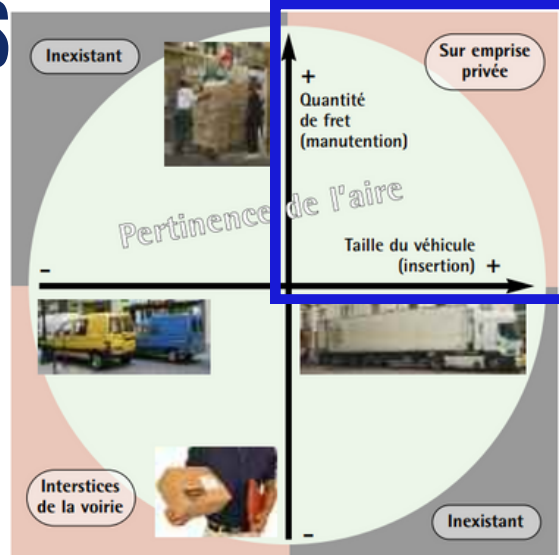 S
Inexistant
Sur emprise
privée
+
Quantité
de fret
(manutention)
Pertinence de l'aire
Taille du véhicule
(insertion) +
-
Interstices
de la voirie
Inexistant
-